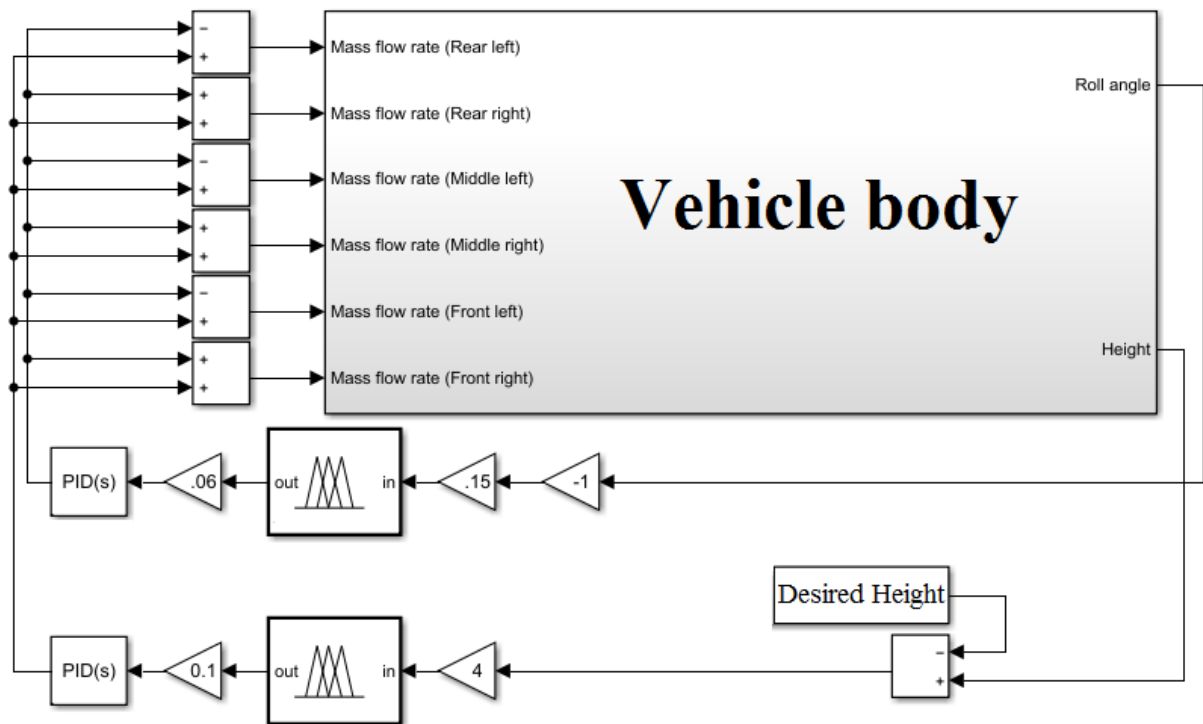 −
+
Mass flow rate (Rear left)
+
+
Mass flow rate (Rear right)
−
+
Mass flow rate (Middle left)
+
+
Mass flow rate (Middle right)
−
+
Mass flow rate (Front left)
+
+
Mass flow rate (Front right)
Vehicle body
Roll angle
Height
PID(s)
.06
out
in
.15
-1
Desired Height
−
+
PID(s)
0.1
out
in
4